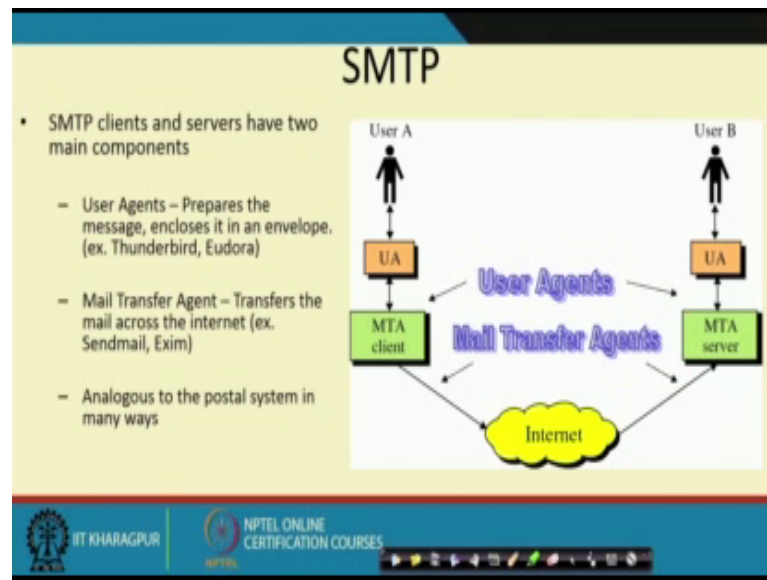 SMTP
• SMTP clients and servers have two
main components
– User Agents – Prepares the
message, encloses it in an envelope.
(ex. Thunderbird, Eudora)
– Mail Transfer Agent – Transfers the
mail across the internet (ex.
Sendmail, Exim)
– Analogous to the postal system in
many ways
User A
User B
UA
UA
User Agents
MTA
client
Mail Transfer Agents
MTA
server
Internet
IIT KHARAGPUR
NPTEL
NPTEL ONLINE
CERTIFICATION COURSES